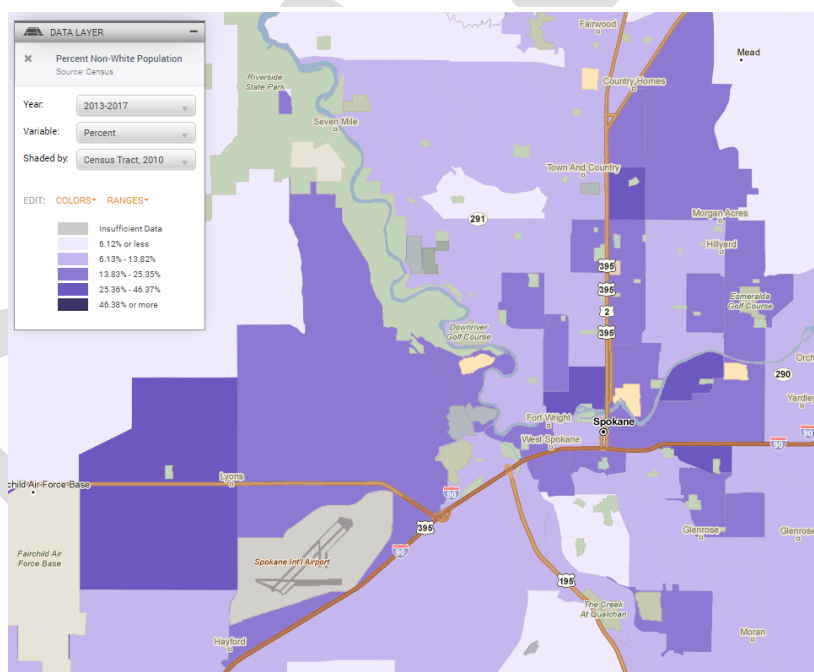 DATA LAYER
Percent Non-White Population
Source: Census
Year:
2013-2017
Variable:
Percent
Shaded by:
Census Tract, 2010
EDIT: COLORS RANGES
Insufficient Data
6.12% or less
6.13% - 13.82%
13.83% - 25.35%
25.36% - 46.37%
46.38% or more
Fairwood
Mead
Riverside
State Park
Country Homes
Seven Mile
Town And Country
291
Morgan Acres
Hillyard
395
395
2
395
Esmeralda
Golf Course
Downriver
Golf Course
Orch
290
Yardley
Fort Wright
Spokane
West Spokane
90
90
Lyons
child Air Force Base
90
395
90
Glenrose
Glenrose
Fairchild Air
Force Base
Spokane Int'l Airport
195
The Creek
At Qualchan
Hayford
Moran